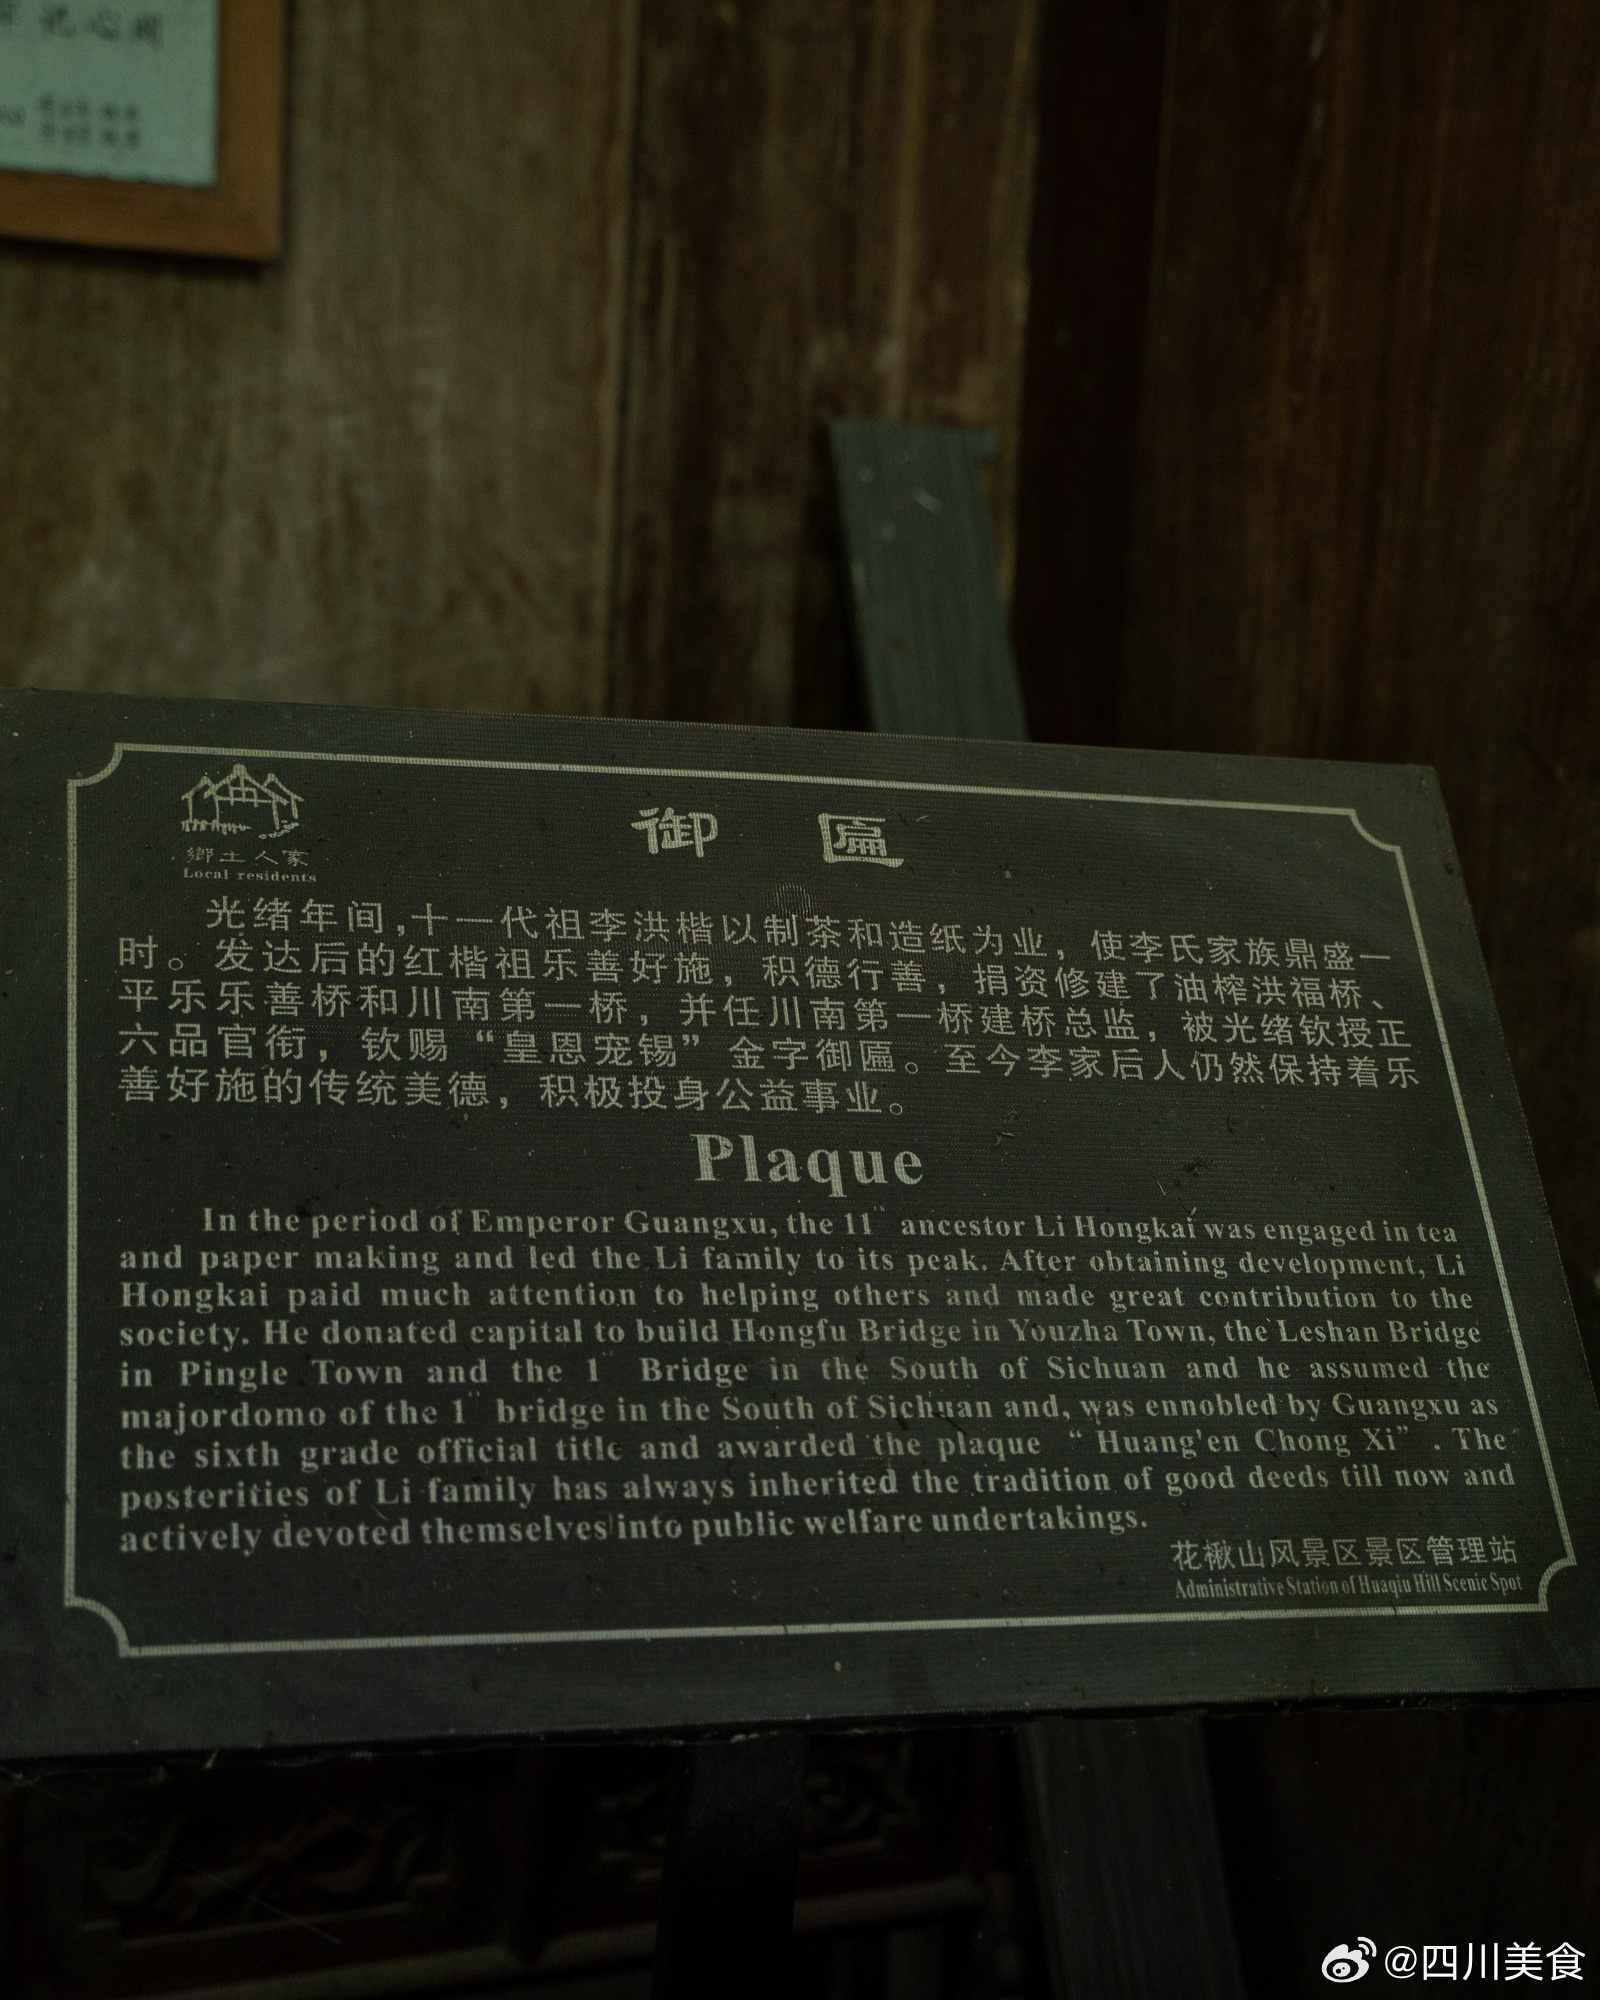 记心间
鄉土人家
Local residents
御匾
光绪年间,十一代祖李洪楷以制茶和造纸为业，使李氏家族鼎盛一
时。发达后的红楷祖乐善好施，积德行善，捐资修建了油榨洪福桥、
平乐乐善桥和川南第一桥，并任川南第一桥建桥总监，被光绪钦授正
六品官衔，钦赐“皇恩宠锡”金字御匾。至今李家后人仍然保持着乐
善好施的传统美德，积极投身公益事业。
Plaque
In the period of Emperor Guangxu, the 11th ancestor Li Hongkai was engaged in tea
and paper making and led the Li family to its peak. After obtaining development, Li
Hongkai paid much attention to helping others and made great contribution to the
society. He donated capital to build Hongfu Bridge in Youzha Town, the Leshan Bridge
in Pingle Town and the 1st Bridge in the South of Sichuan and he assumed the
majordomo of the 1st bridge in the South of Sichuan and, was ennobled by Guangxu as
the sixth grade official title and awarded the plaque “Huang'en Chong Xi”. The
posterities of Li family has always inherited the tradition of good deeds till now and
actively devoted themselves into public welfare undertakings.
花楸山风景区景区管理站
Administrative Station of Huaqiu Hill Scenic Spot
@四川美食